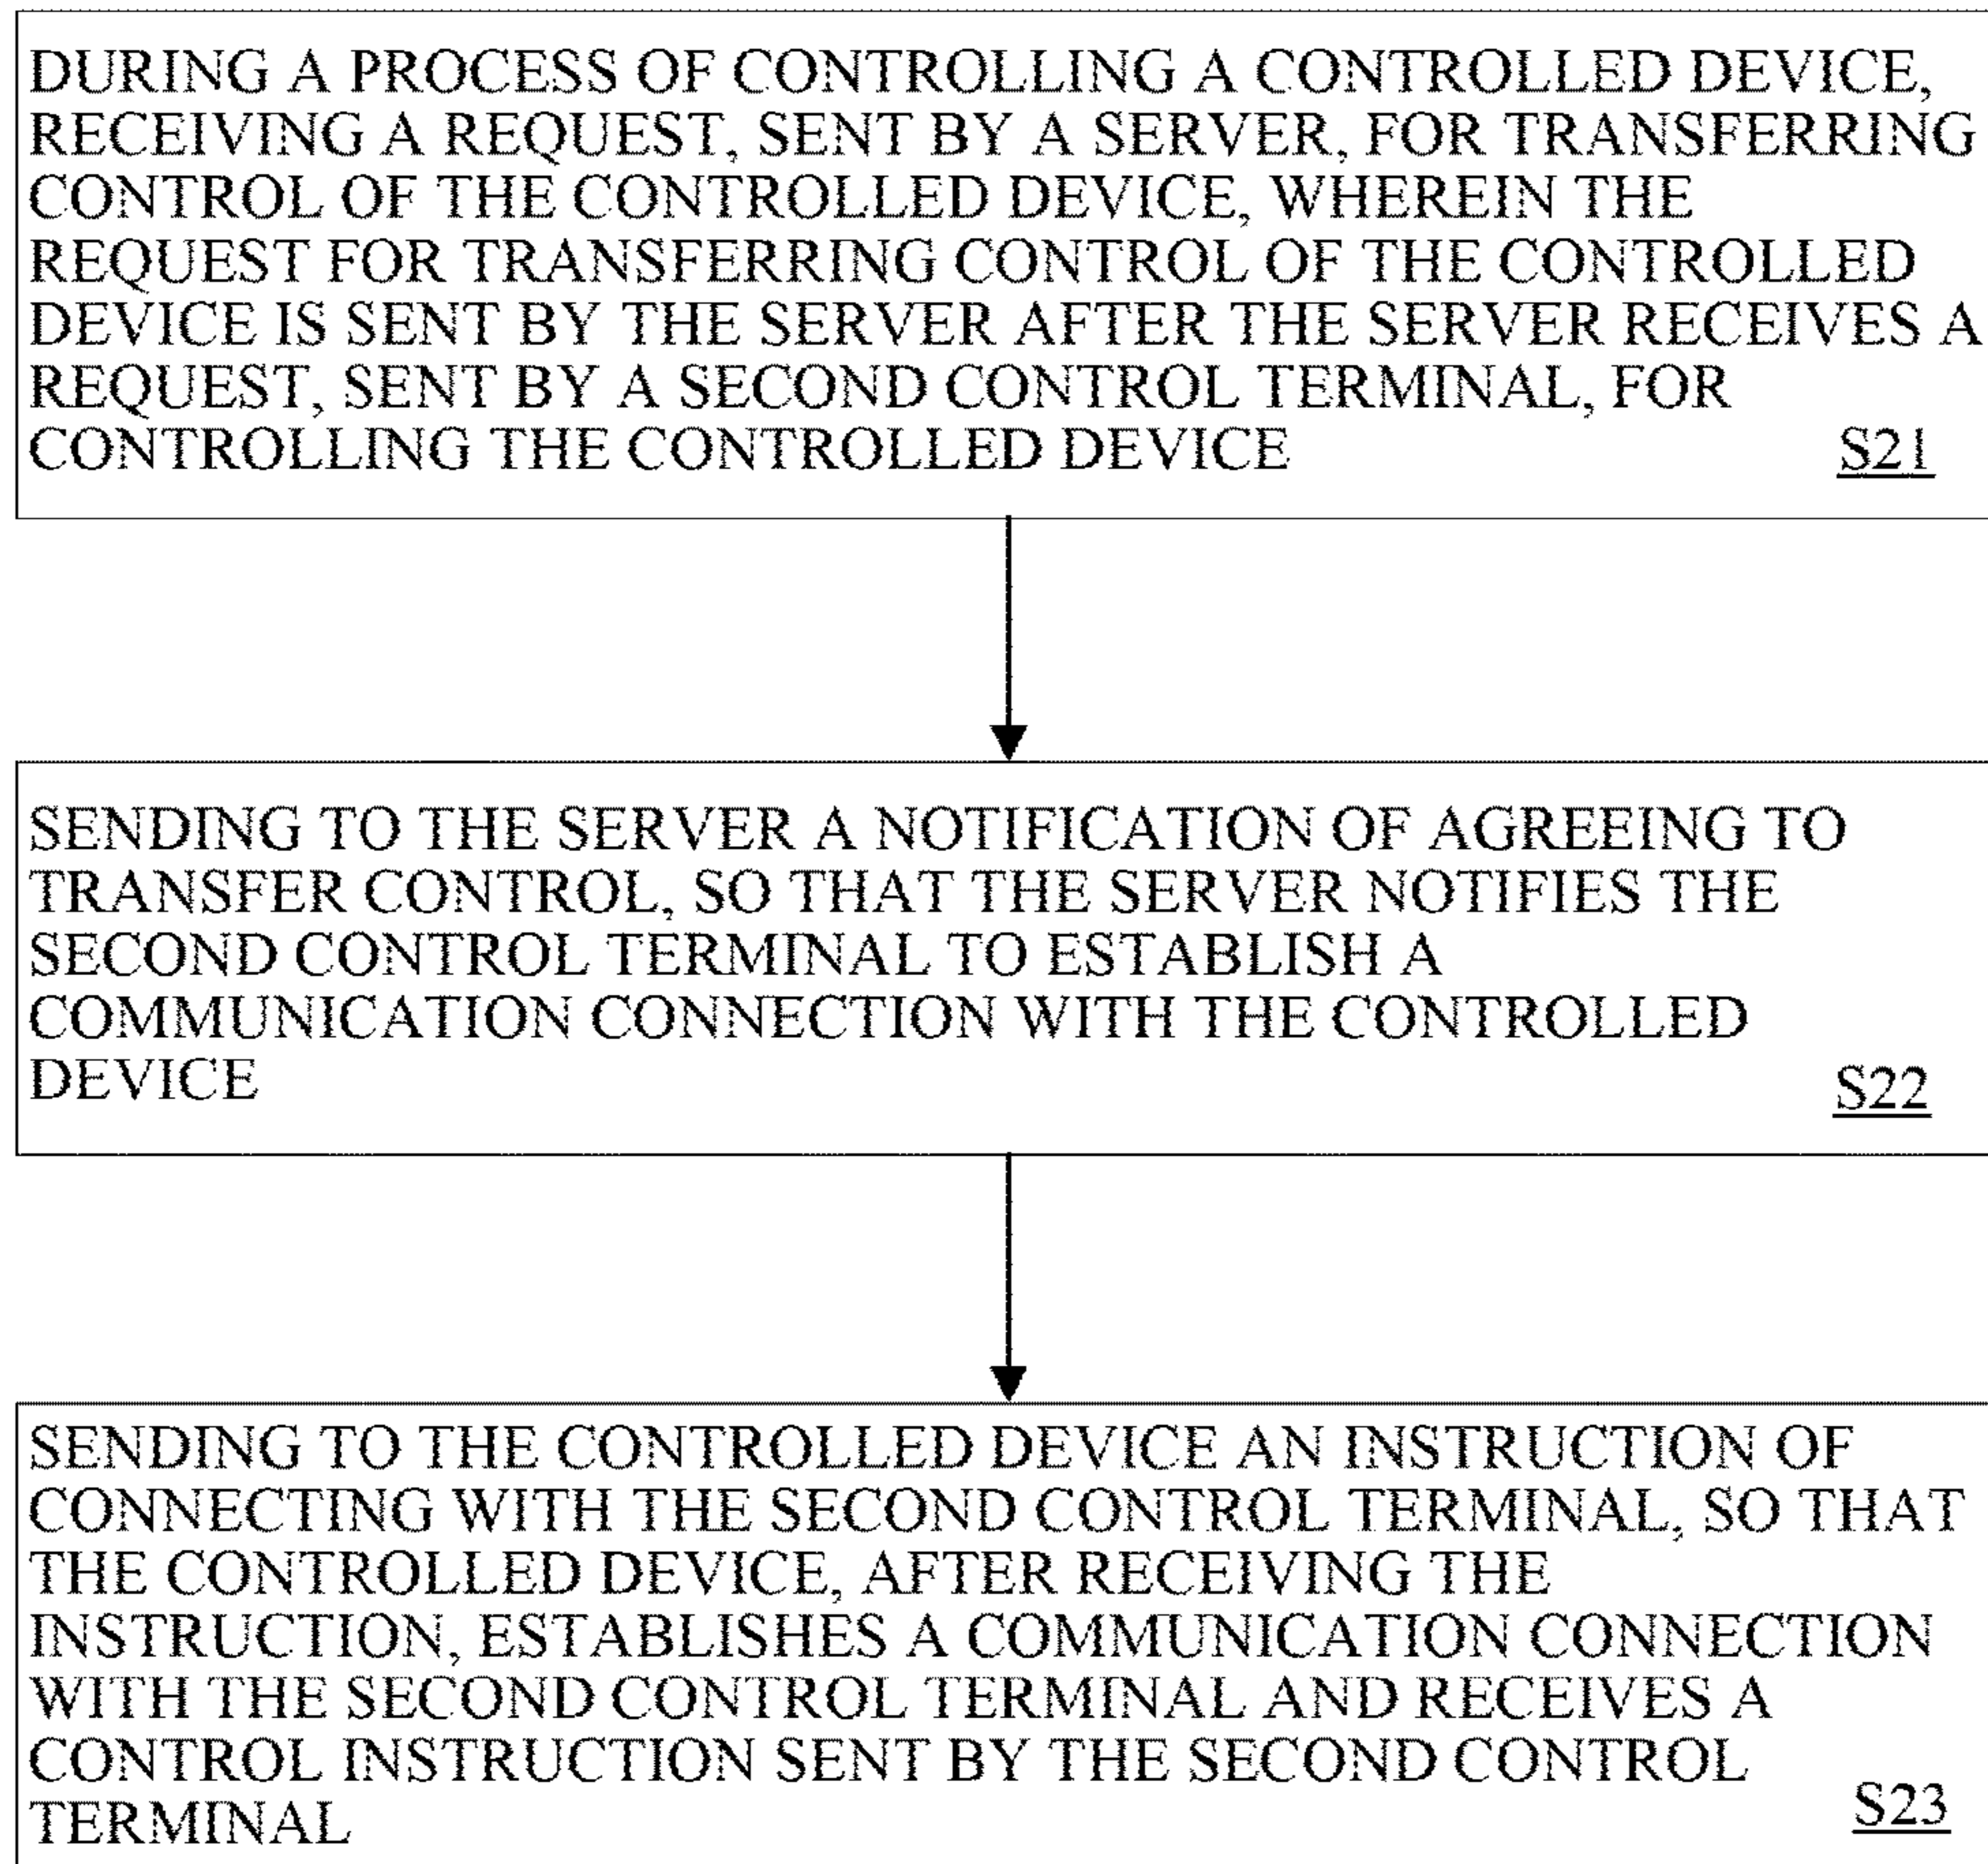 DURING A PROCESS OF CONTROLLING A CONTROLLED DEVICE,
RECEIVING A REQUEST, SENT BY A SERVER, FOR TRANSFERRING
CONTROL OF THE CONTROLLED DEVICE, WHEREIN THE
REQUEST FOR TRANSFERRING CONTROL OF THE CONTROLLED
DEVICE IS SENT BY THE SERVER AFTER THE SERVER RECEIVES A
REQUEST, SENT BY A SECOND CONTROL TERMINAL, FOR
CONTROLLING THE CONTROLLED DEVICE S21
SENDING TO THE SERVER A NOTIFICATION OF AGREEING TO
TRANSFER CONTROL, SO THAT THE SERVER NOTIFIES THE
SECOND CONTROL TERMINAL TO ESTABLISH A
COMMUNICATION CONNECTION WITH THE CONTROLLED
DEVICE S22
SENDING TO THE CONTROLLED DEVICE AN INSTRUCTION OF
CONNECTING WITH THE SECOND CONTROL TERMINAL, SO THAT
THE CONTROLLED DEVICE, AFTER RECEIVING THE
INSTRUCTION, ESTABLISHES A COMMUNICATION CONNECTION
WITH THE SECOND CONTROL TERMINAL AND RECEIVES A
CONTROL INSTRUCTION SENT BY THE SECOND CONTROL
TERMINAL S23